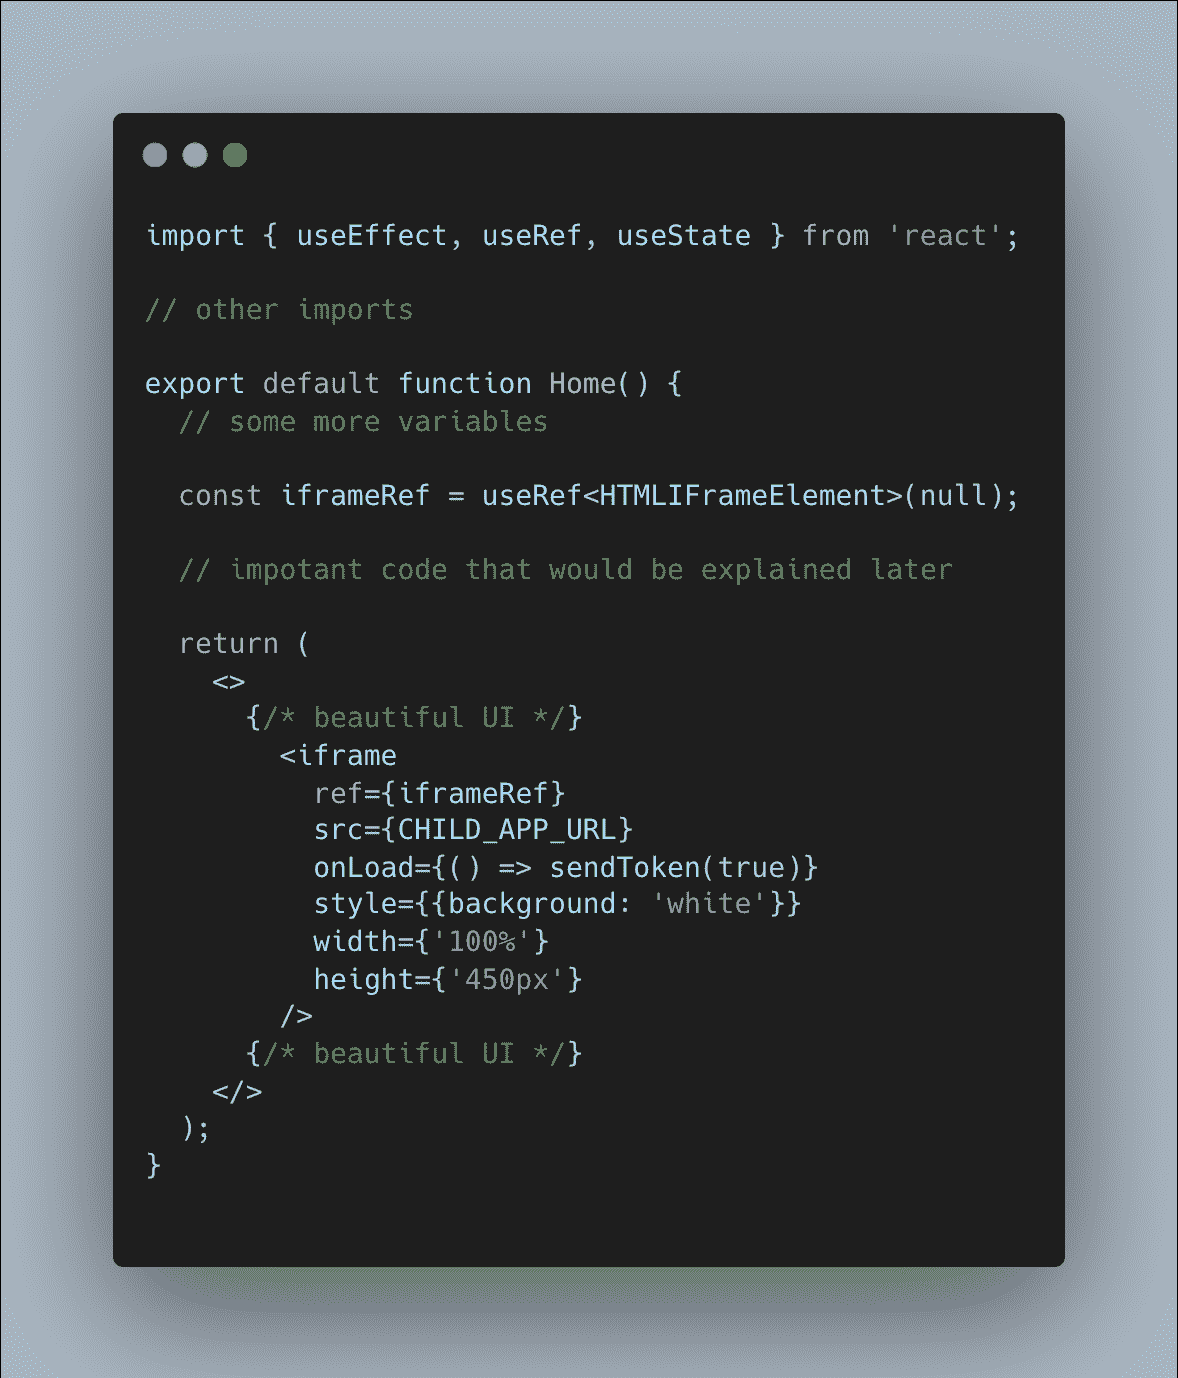 import { useEffect, useRef, useState } from 'react';
// other imports
export default function Home() {
// some more variables
const iframeRef = useRef<HTMLIFrameElement>(null);
// impotant code that would be explained later
return (
<>
{/* beautiful UI */}
<iframe
ref={iframeRef}
src={CHILD_APP_URL}
onLoad={() => sendToken(true)}
style={{background: 'white'}}
width={'100%'}
height={'450px'}
/>
{/* beautiful UI */}
</>
);
}